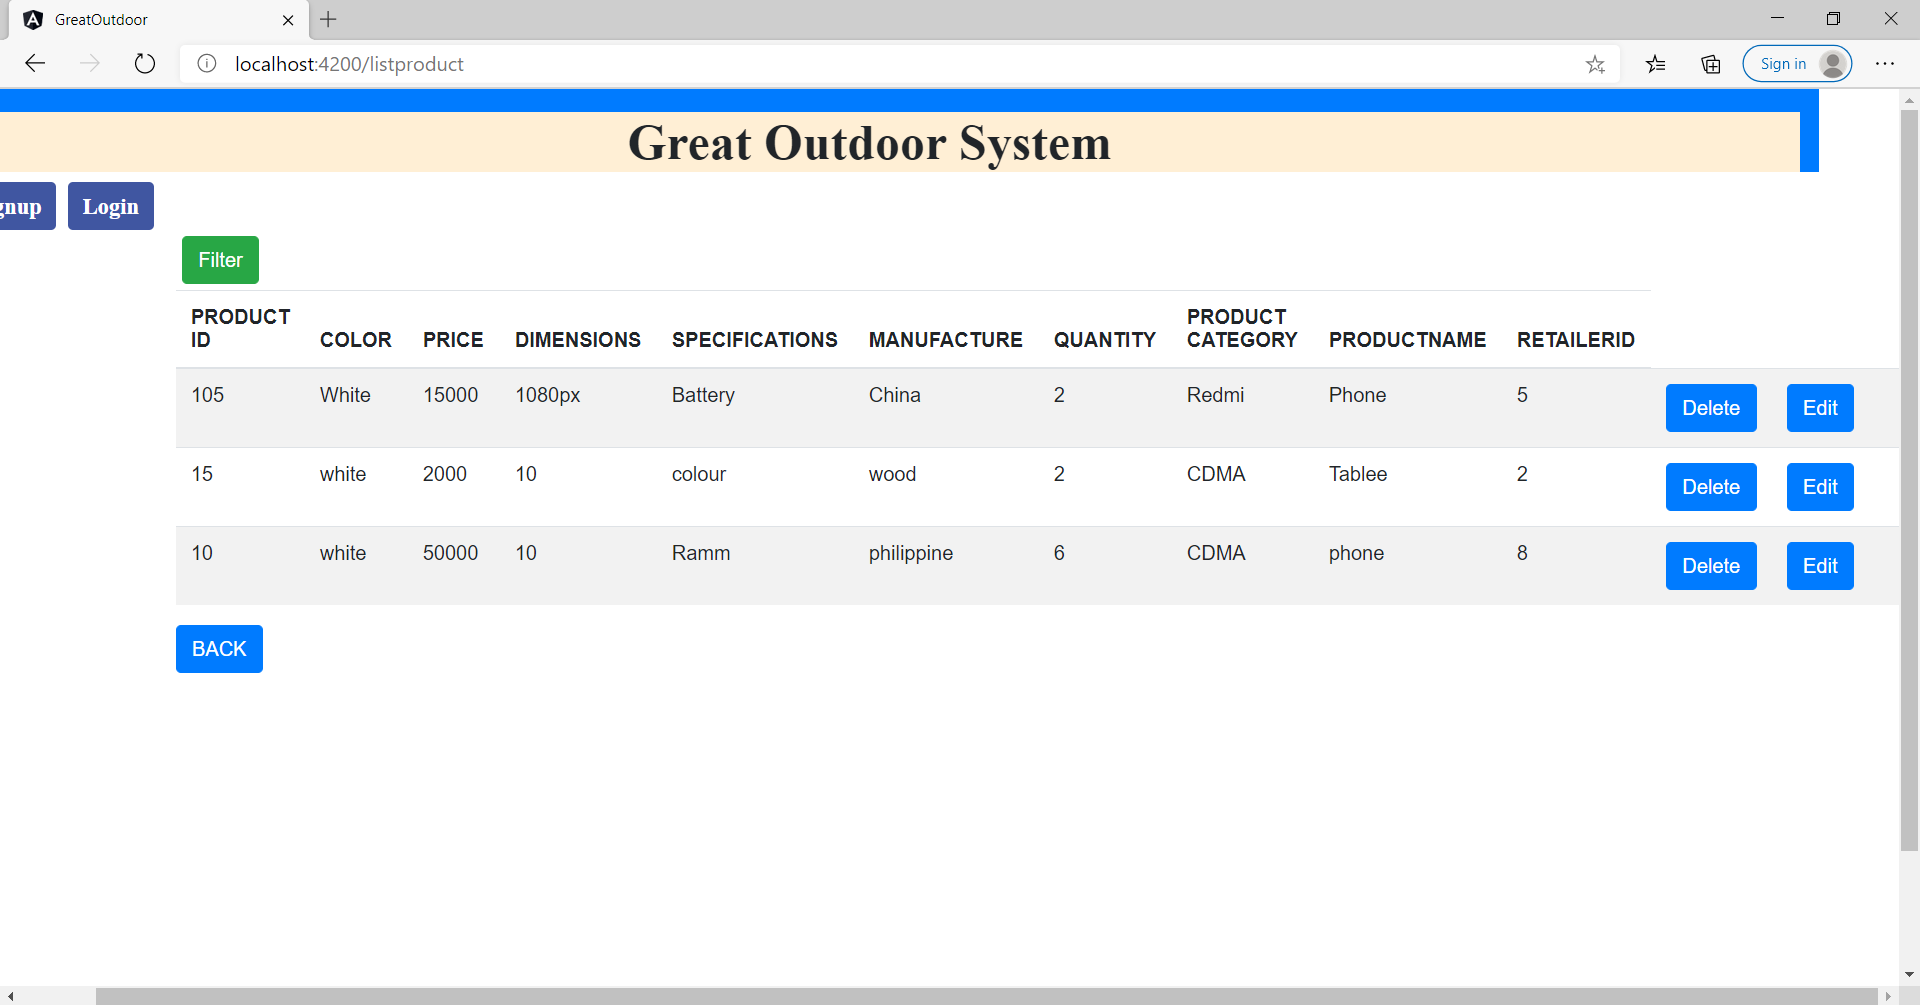 GreatOutdoor
localhost:4200/listproduct
Sign in
Great Outdoor System
gnup Login
Filter
PRODUCT ID COLOR PRICE DIMENSIONS SPECIFICATIONS MANUFACTURE QUANTITY PRODUCT CATEGORY PRODUCTNAME RETAILERID
105 White 15000 1080px Battery China 2 Redmi Phone 5 Delete Edit
15 white 2000 10 colour wood 2 CDMA Tablee 2 Delete Edit
10 white 50000 10 Ramm philippine 6 CDMA phone 8 Delete Edit
BACK